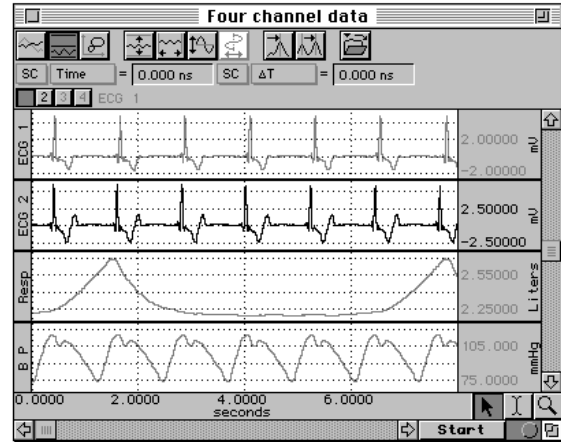 Four channel data
SC Time = 0.000 ns SC ΔT = 0.000 ns
2 3 4 ECG 1
ECG 1 2.00000 -2.00000 mV
ECG 2 2.50000 -2.50000 mV
Resp 2.55000 2.25000 Liters
BP 105.000 75.0000 mmHg
0.0000 2.0000 4.0000 6.0000
seconds
Start